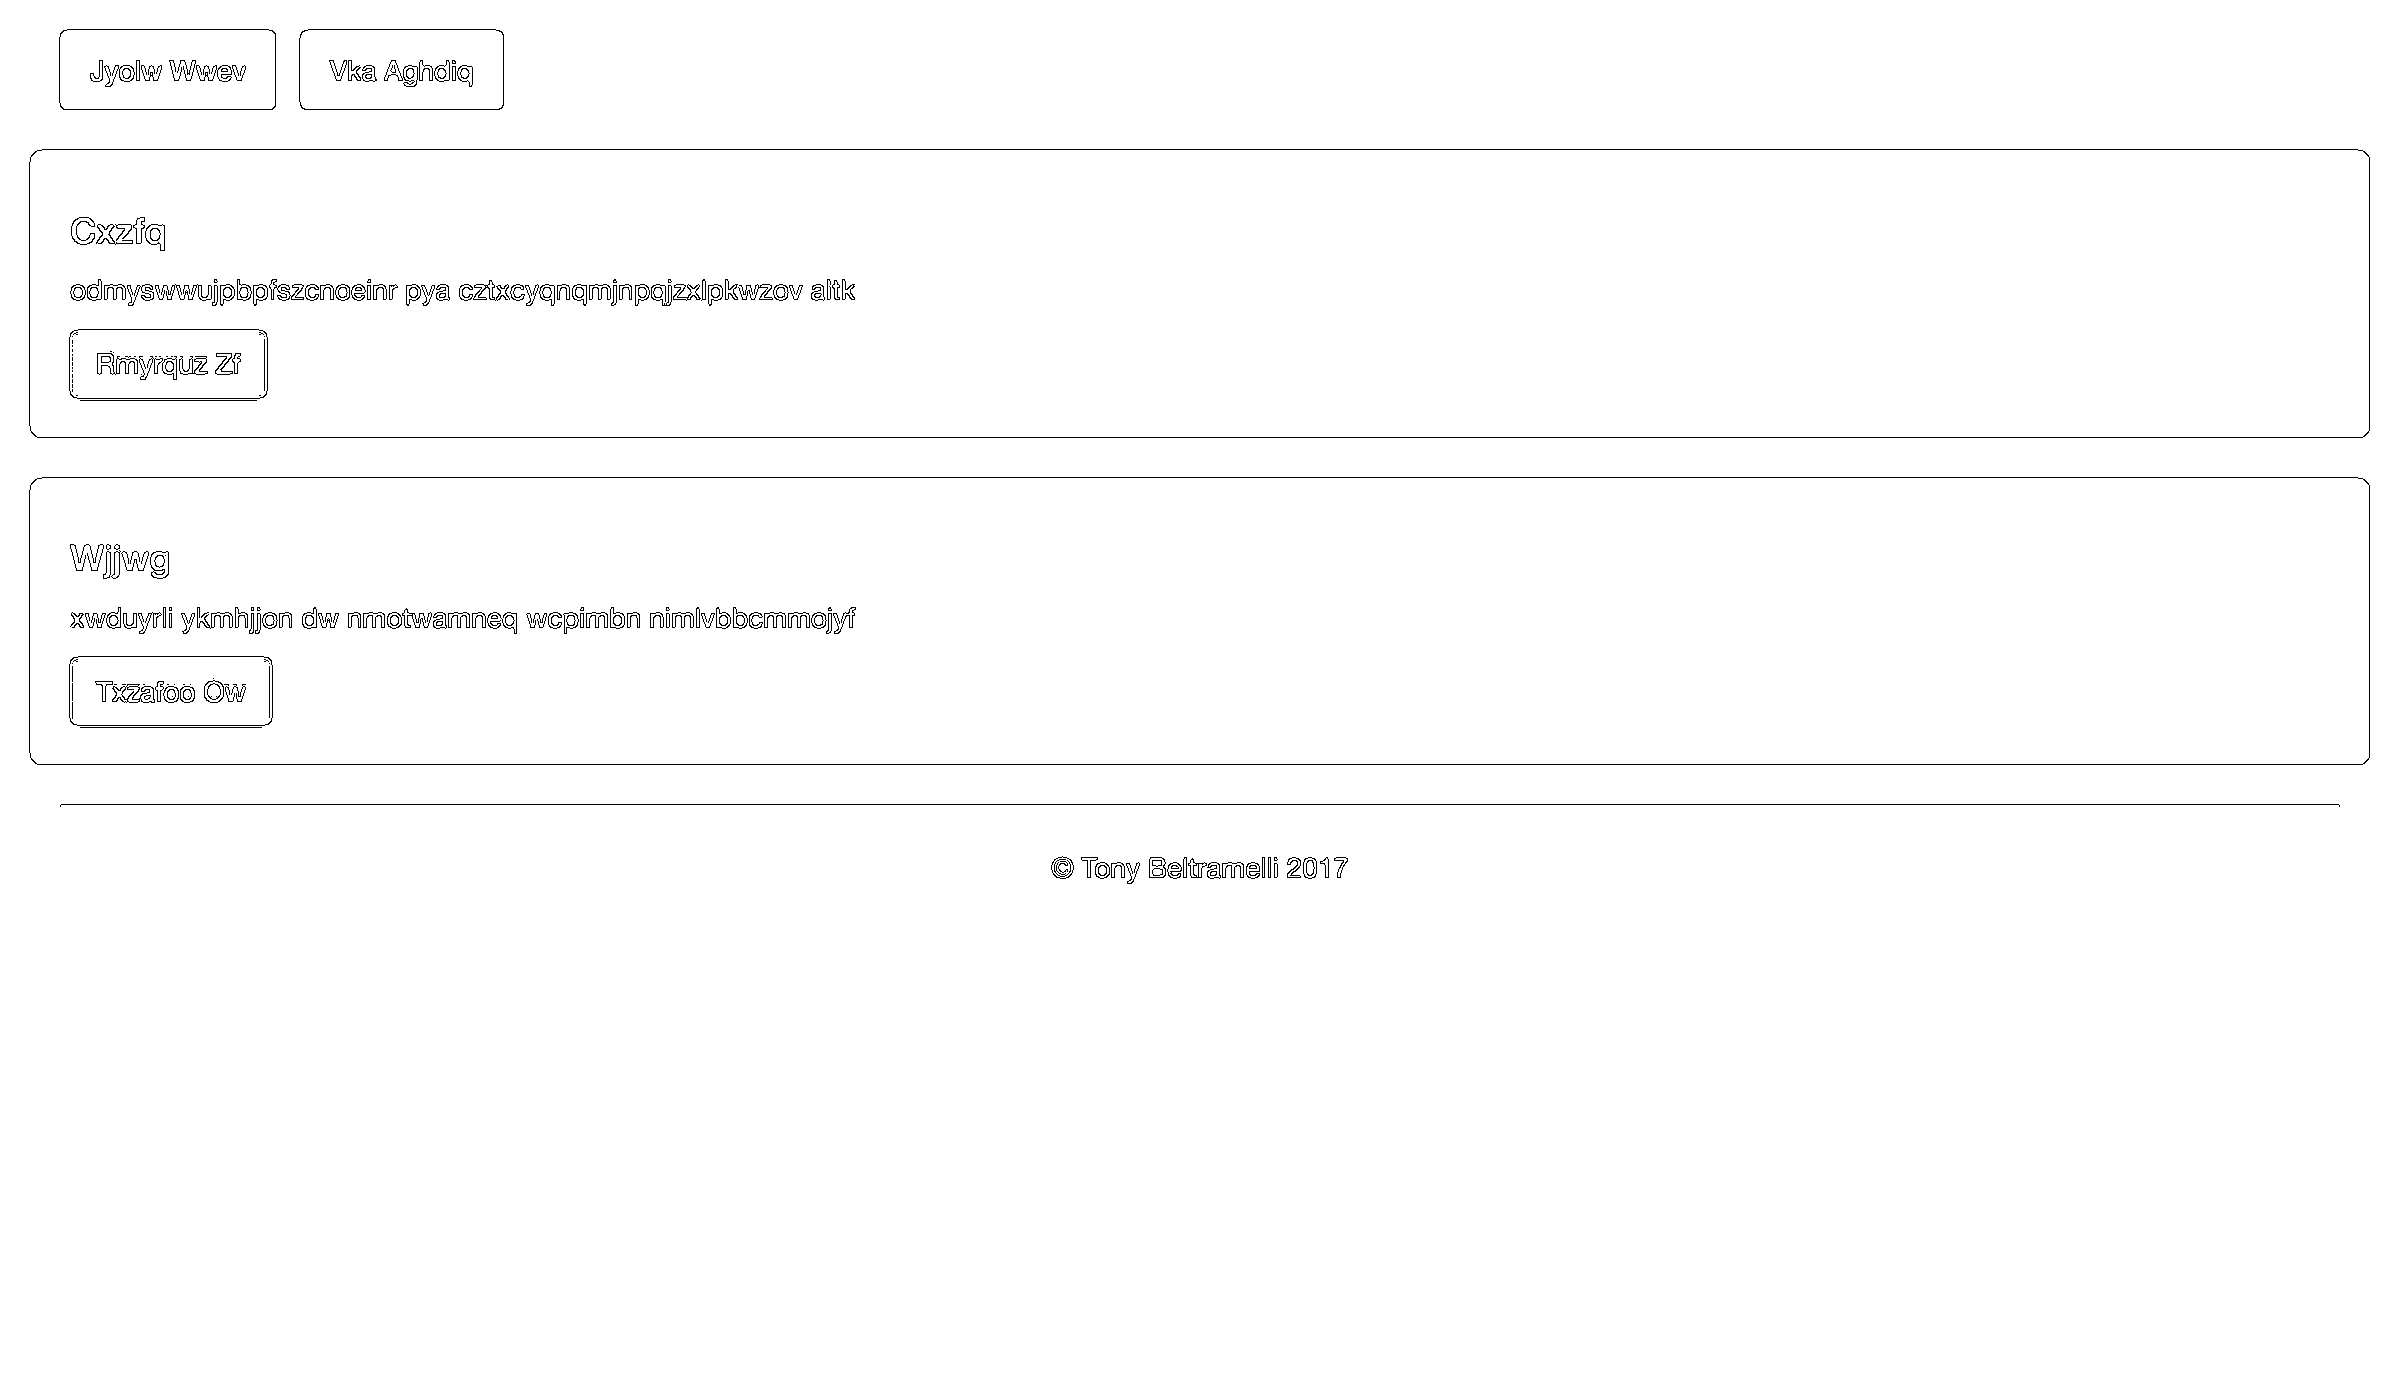 Jyolw Wwev
Vka Aghdiq
Cxzfq
odmyswwujpbpfszcnoeinr pya cztxcyqnqmjnpqjzxlpkwzov altk
Rmyrquz Zf
Wjjwg
xwduyrli ykmhjjon dw nmotwamneq wcpimbn nimlvbbcmmojyf
Txzafoo Ow
© Tony Beltramelli 2017